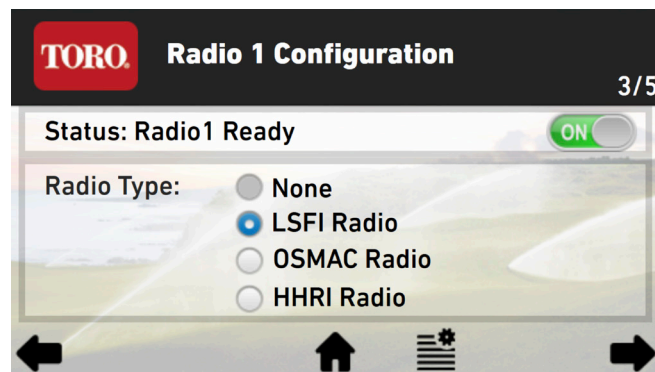 TORO.
Radio 1 Configuration
3/5
Status: Radio1 Ready
ON
Radio Type:
None
LSFI Radio
OSMAC Radio
HHRI Radio